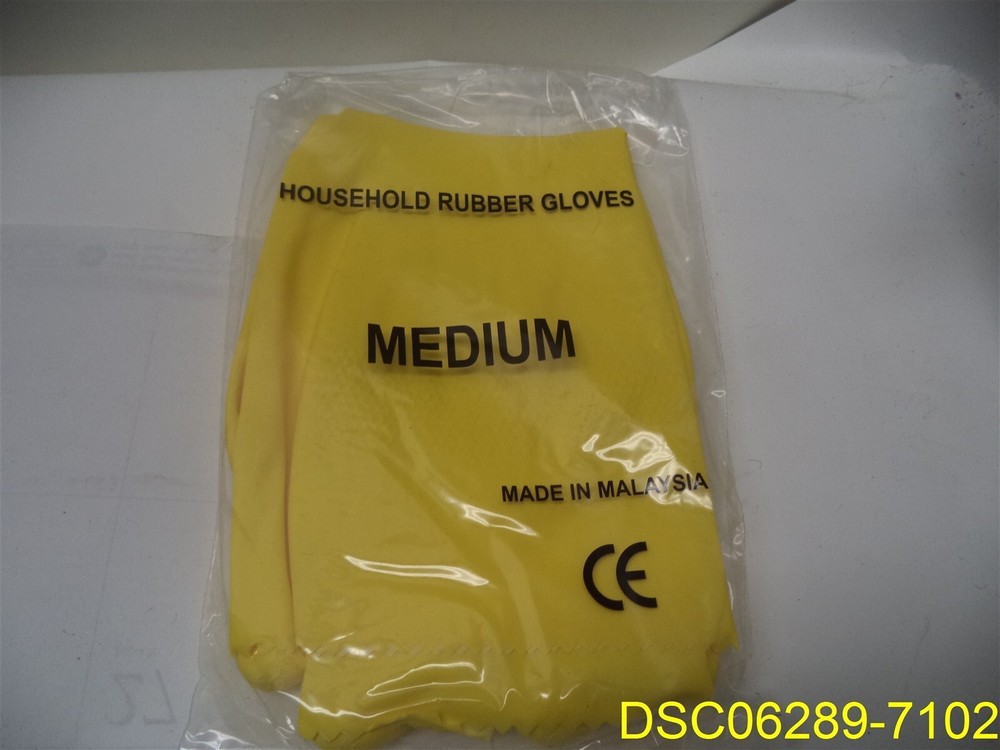 HOUSEHOLD RUBBER GLOVES
MEDIUM
MADE IN MALAYSIA
CE
DSC06289-7102